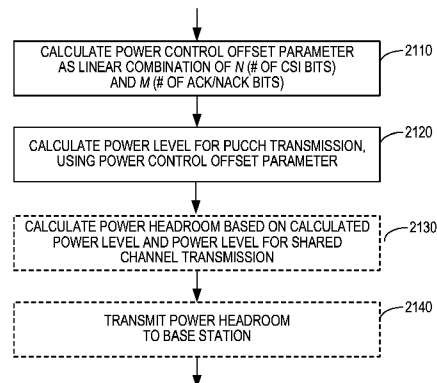 CALCULATE POWER CONTROL OFFSET PARAMETER
AS LINEAR COMBINATION OF N (# OF CSI BITS)
AND M (# OF ACK/NACK BITS)
2110
CALCULATE POWER LEVEL FOR PUCCH TRANSMISSION,
USING POWER CONTROL OFFSET PARAMETER
2120
CALCULATE POWER HEADROOM BASED ON CALCULATED
POWER LEVEL AND POWER LEVEL FOR SHARED
CHANNEL TRANSMISSION
2130
TRANSMIT POWER HEADROOM
TO BASE STATION
2140